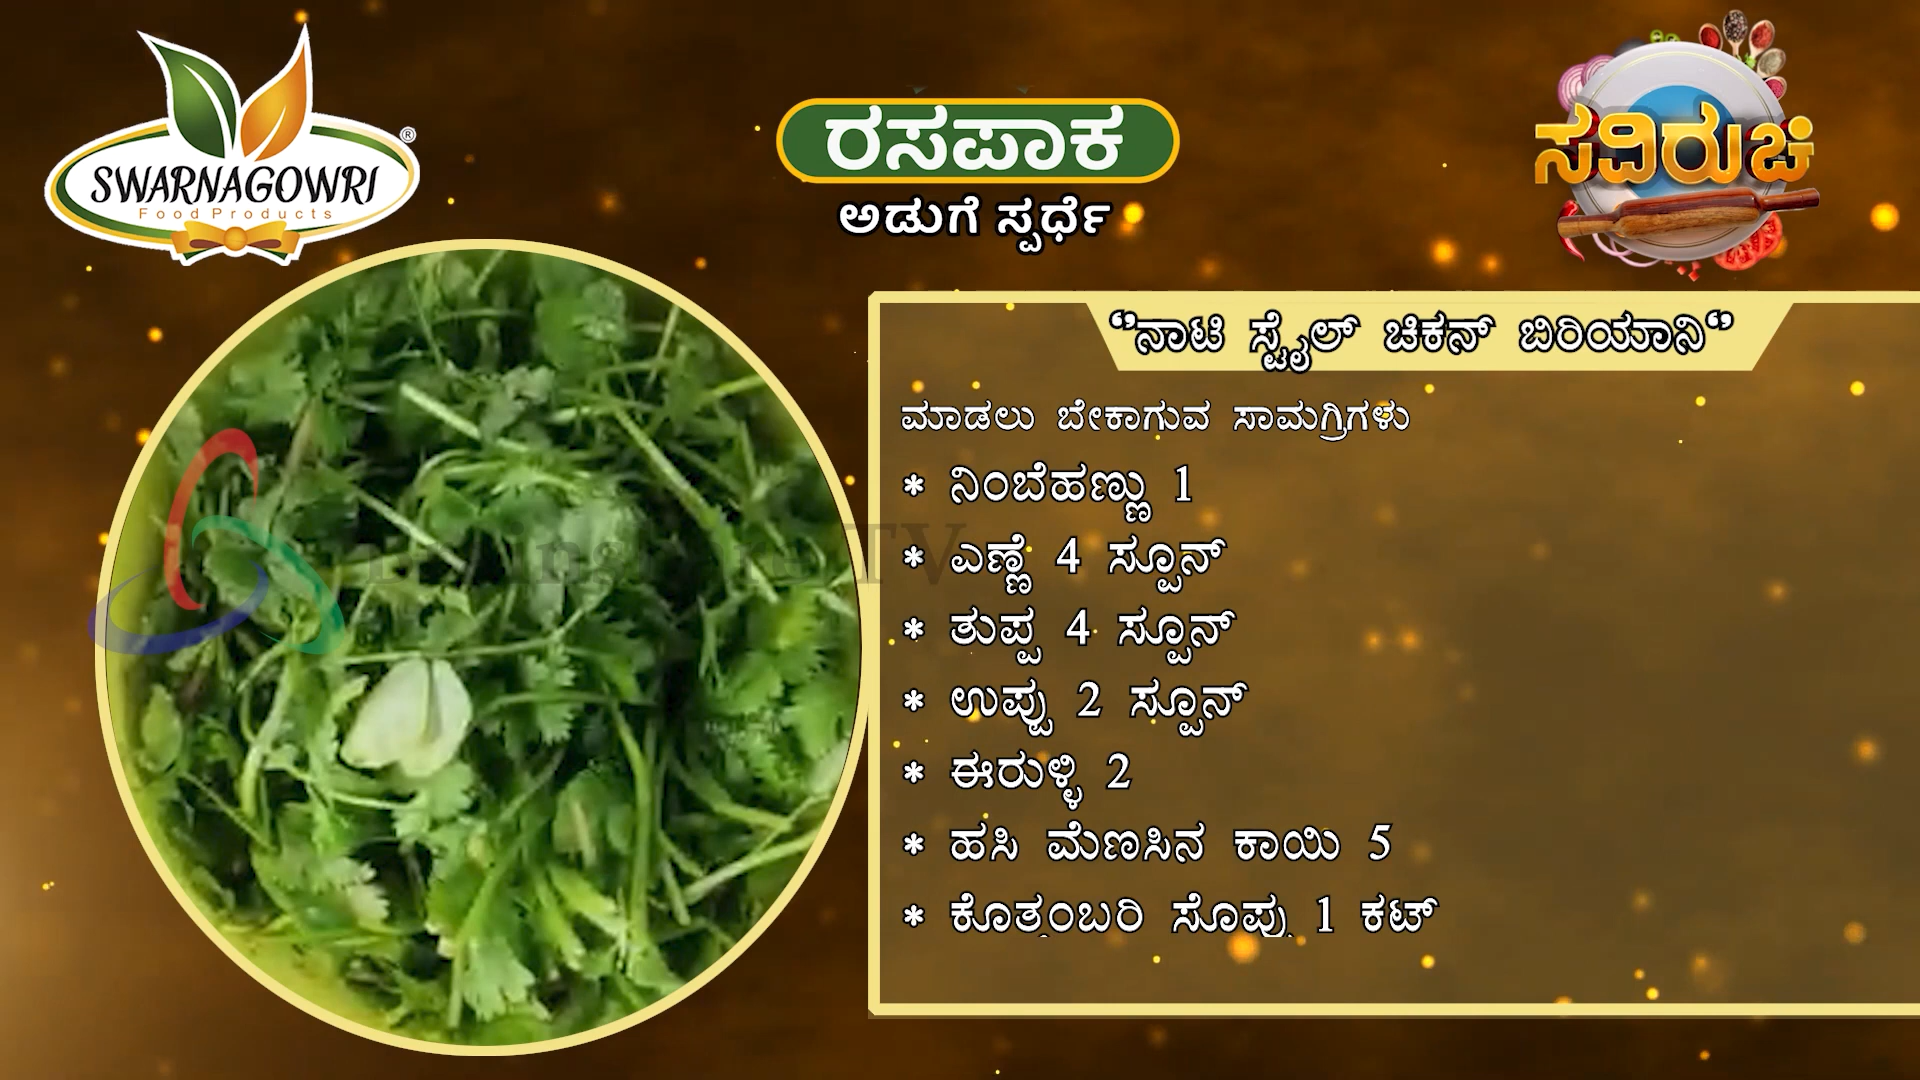 SWARNAGOWRI
®
Food Products
ರಸಪಾಕ
ಅಡುಗೆ ಸ್ಪರ್ಧೆ
ಸವಿರುಚಿ
“ನಾಟಿ ಸ್ಟೈಲ್ ಚಿಕನ್ ಬಿರಿಯಾನಿ“
ಮಾಡಲು ಬೇಕಾಗುವ ಸಾಮಗ್ರಿಗಳು
* ನಿಂಬೆಹಣ್ಣು 1
* ಎಣ್ಣೆ 4 ಸ್ಪೂನ್
* ತುಪ್ಪ 4 ಸ್ಪೂನ್
* ಉಪ್ಪು 2 ಸ್ಪೂನ್
* ಈರುಳ್ಳಿ 2
* ಹಸಿ ಮೆಣಸಿನ ಕಾಯಿ 5
* ಕೊತ್ತಂಬರಿ ಸೊಪ್ಪು 1 ಕಟ್
TV